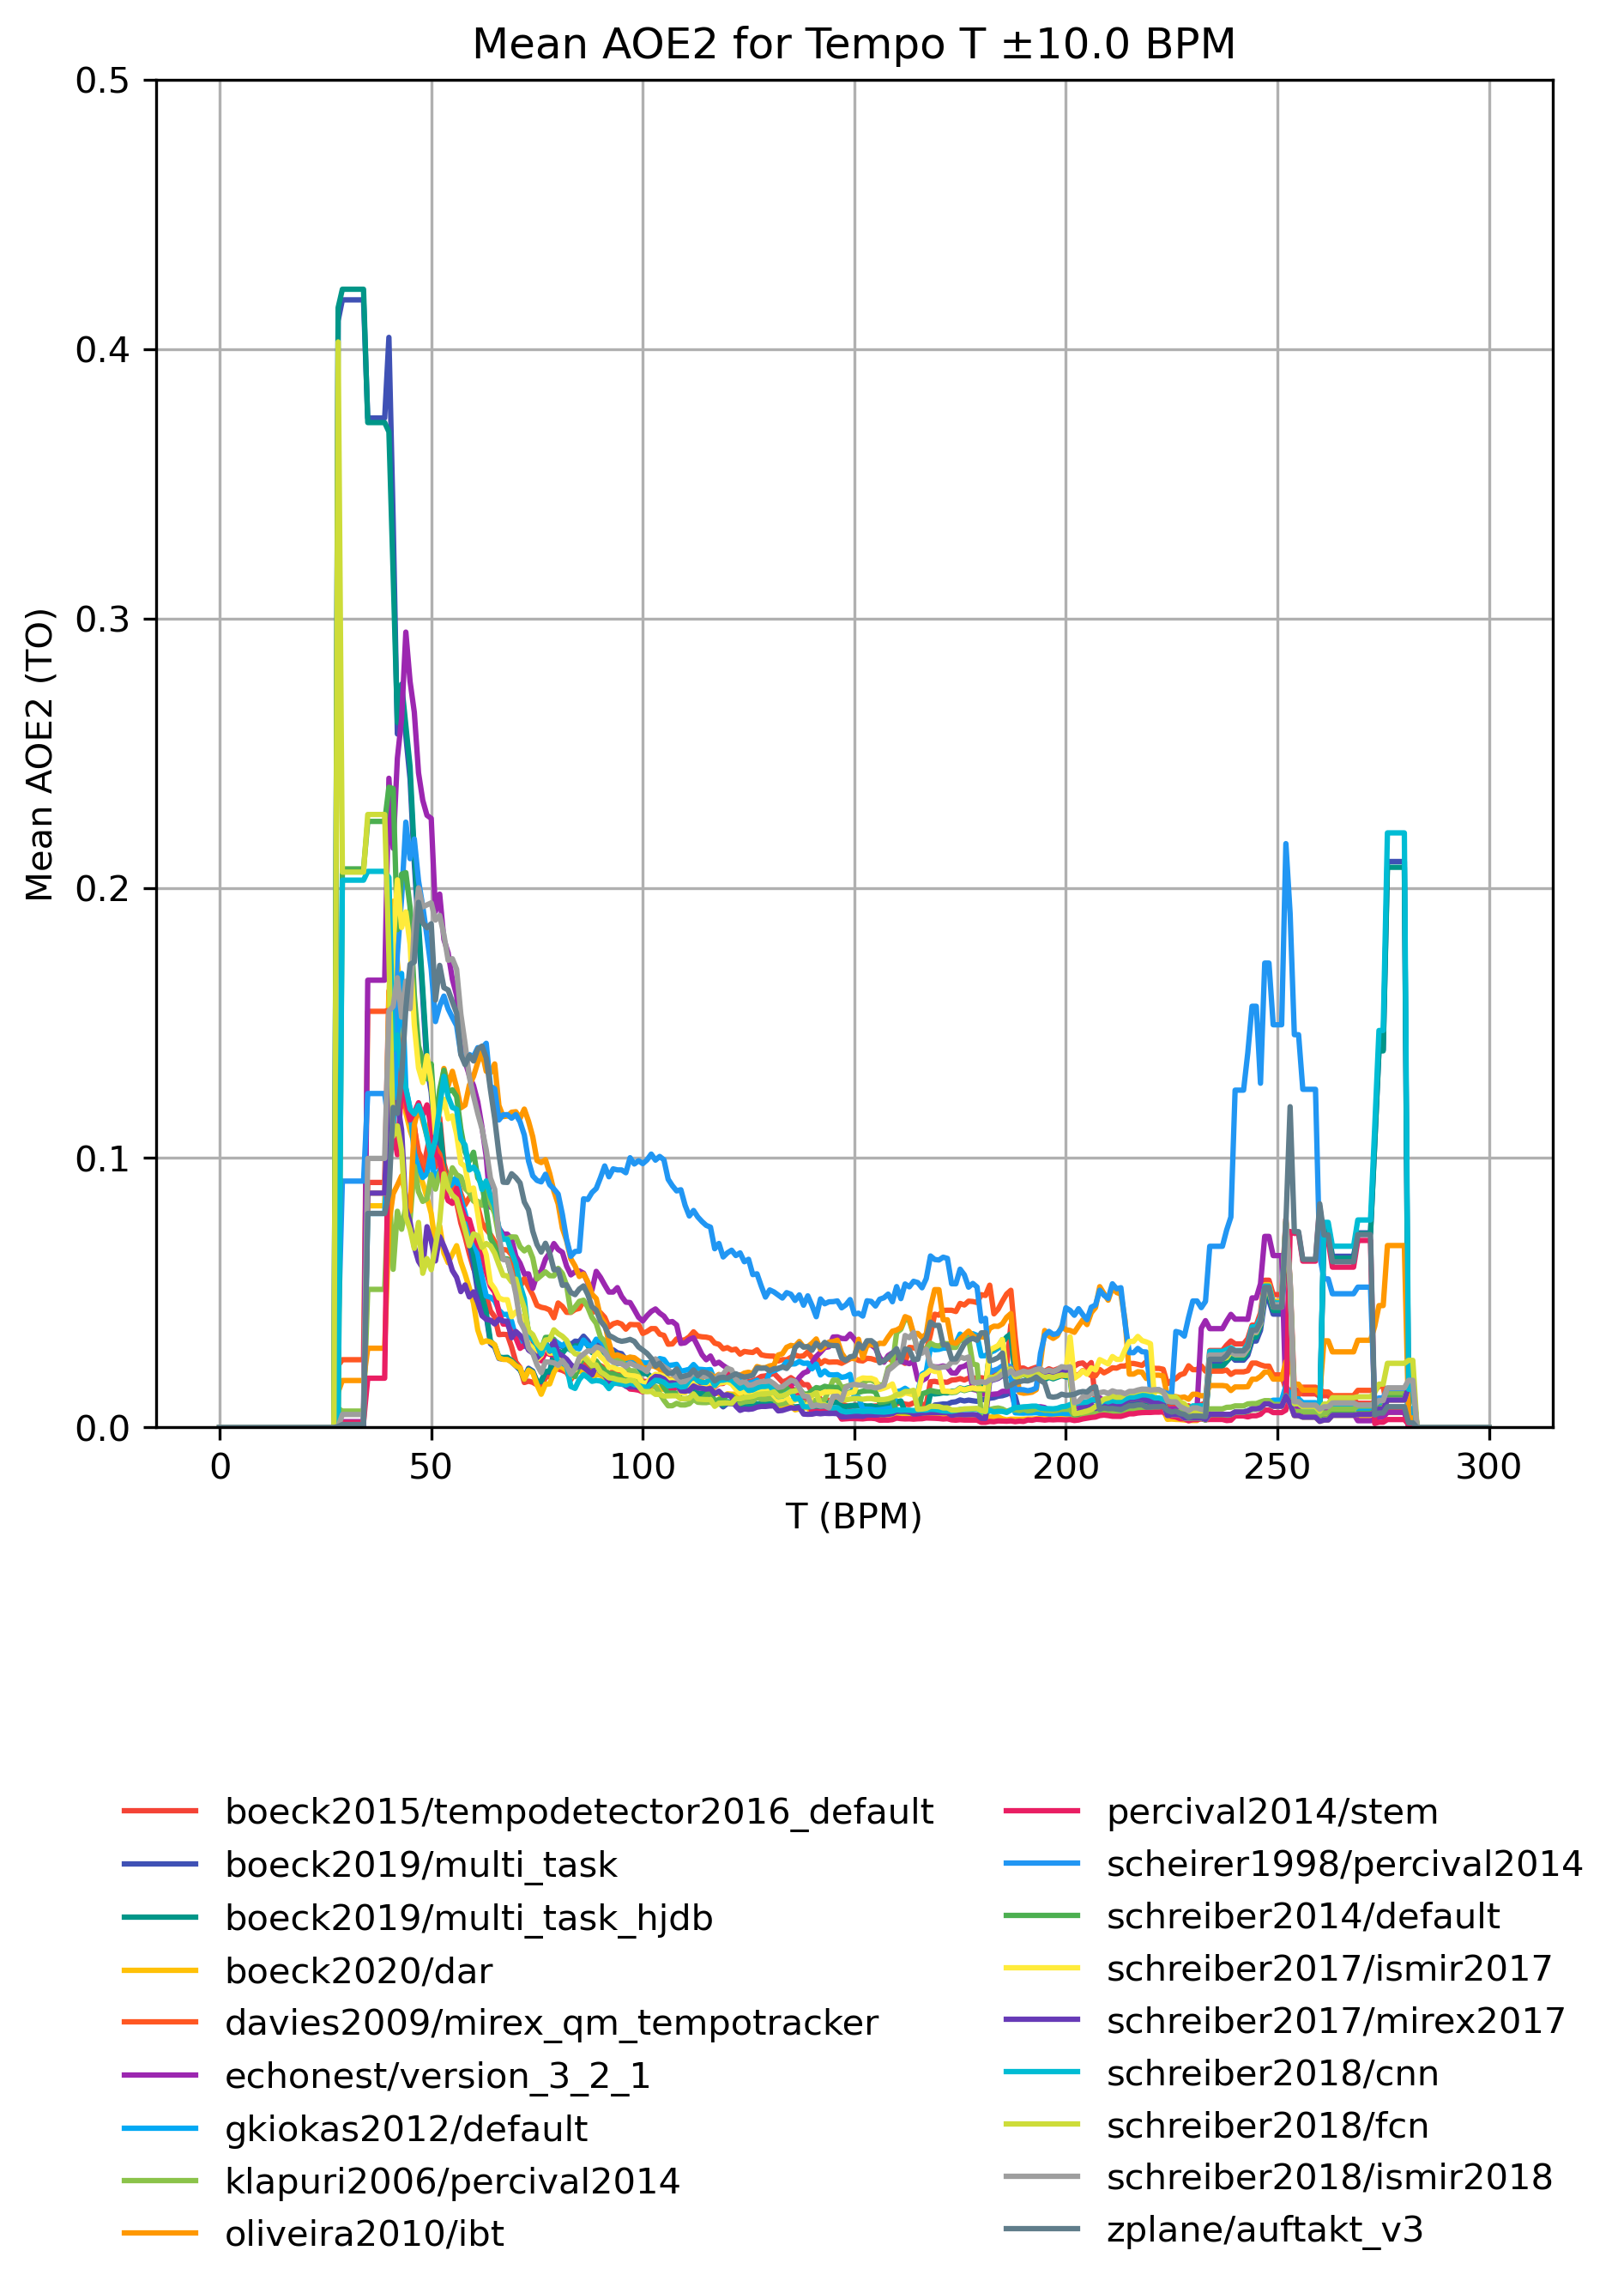 Mean AOE2 for Tempo T ±10.0 BPM
0.5
0.4
0.3
0.2
0.1
0.0
Mean AOE2 (TO)
0 50 100 150 200 250 300
T (BPM)
boeck2015/tempodetector2016_default
boeck2019/multi_task
boeck2019/multi_task_hjdb
boeck2020/dar
davies2009/mirex_qm_tempotracker
echonest/version_3_2_1
gkiokas2012/default
klapuri2006/percival2014
oliveira2010/ibt
percival2014/stem
scheirer1998/percival2014
schreiber2014/default
schreiber2017/ismir2017
schreiber2017/mirex2017
schreiber2018/cnn
schreiber2018/fcn
schreiber2018/ismir2018
zplane/auftakt_v3